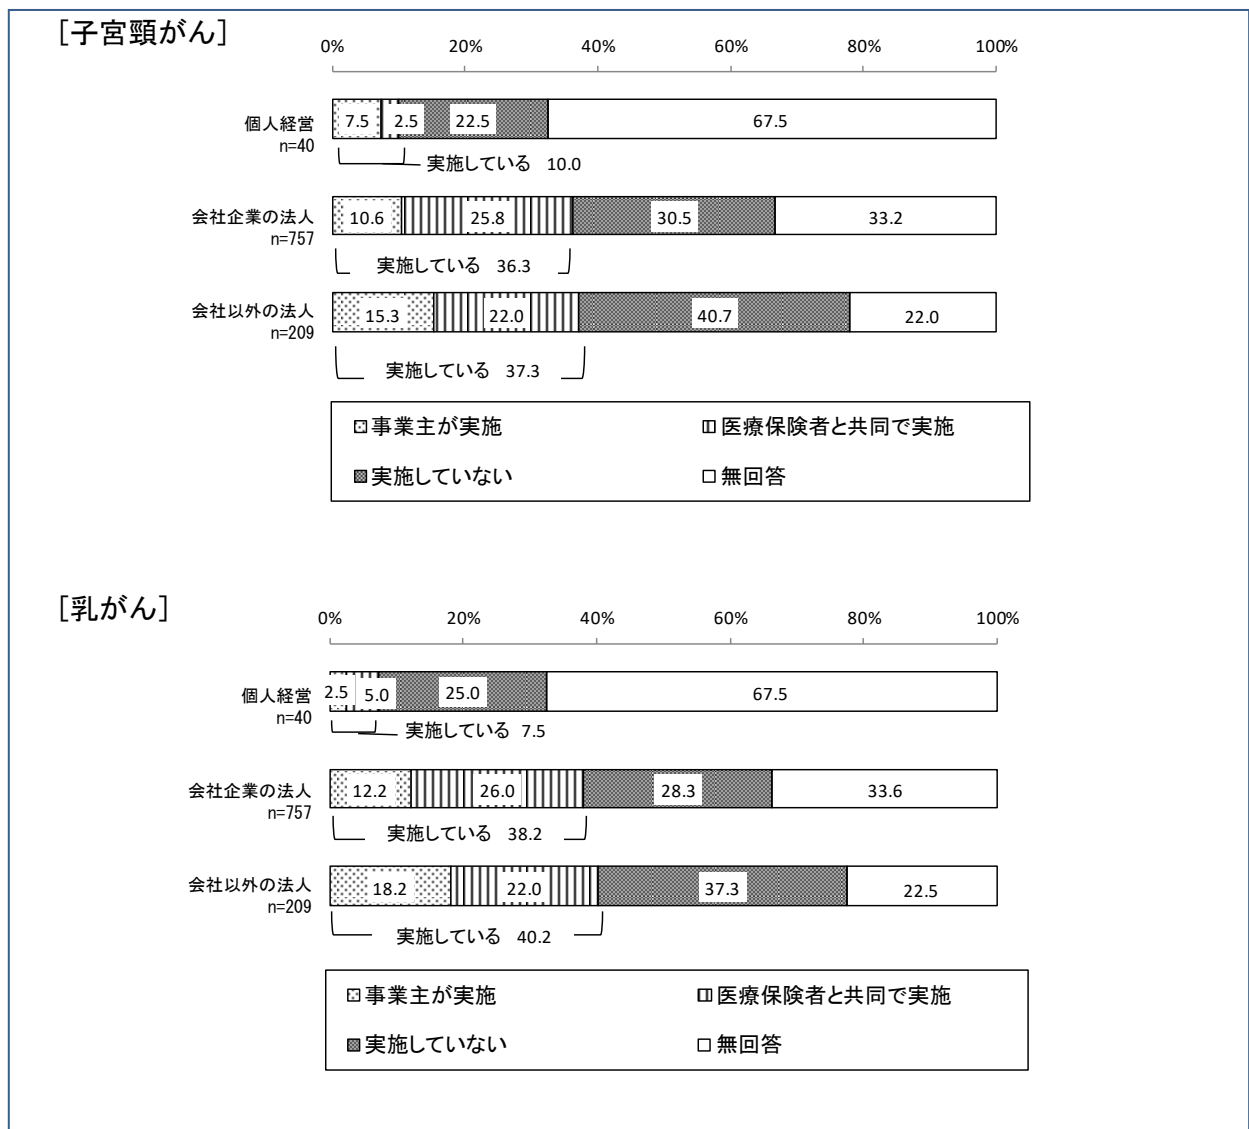 ［子宮頸がん］
0% 20% 40% 60% 80% 100%
個人経営
n=40
7.5 2.5 22.5 67.5
実施している 10.0
会社企業の法人
n=757
10.6 25.8 30.5 33.2
実施している 36.3
会社以外の法人
n=209
15.3 22.0 40.7 22.0
実施している 37.3
事業主が実施 医療保険者と共同で実施
実施していない 無回答
［乳がん］
0% 20% 40% 60% 80% 100%
個人経営
n=40
2.5 5.0 25.0 67.5
実施している 7.5
会社企業の法人
n=757
12.2 26.0 28.3 33.6
実施している 38.2
会社以外の法人
n=209
18.2 22.0 37.3 22.5
実施している 40.2
事業主が実施 医療保険者と共同で実施
実施していない 無回答